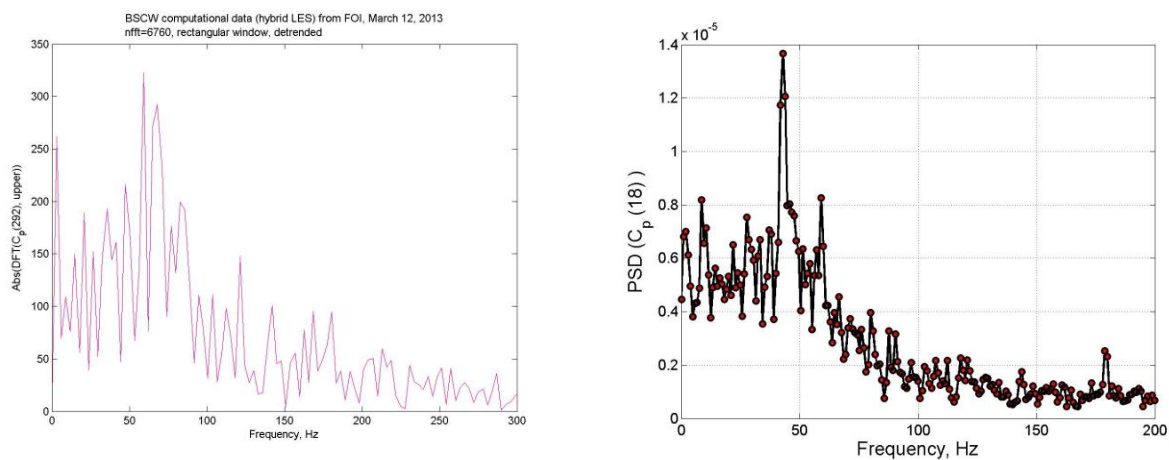 BSCW computational data (hybrid LES) from FOI, March 12, 2013
nfft=6760, rectangular window, detrended
350
300
250
200
150
100
50
0
Abs(DFT(Cp(292), upper))
0 50 100 150 200 250 300
Frequency, Hz
x 10^-5
1.4
1.2
1
0.8
0.6
0.4
0.2
0
PSD (Cp (18) )
0 50 100 150 200
Frequency, Hz